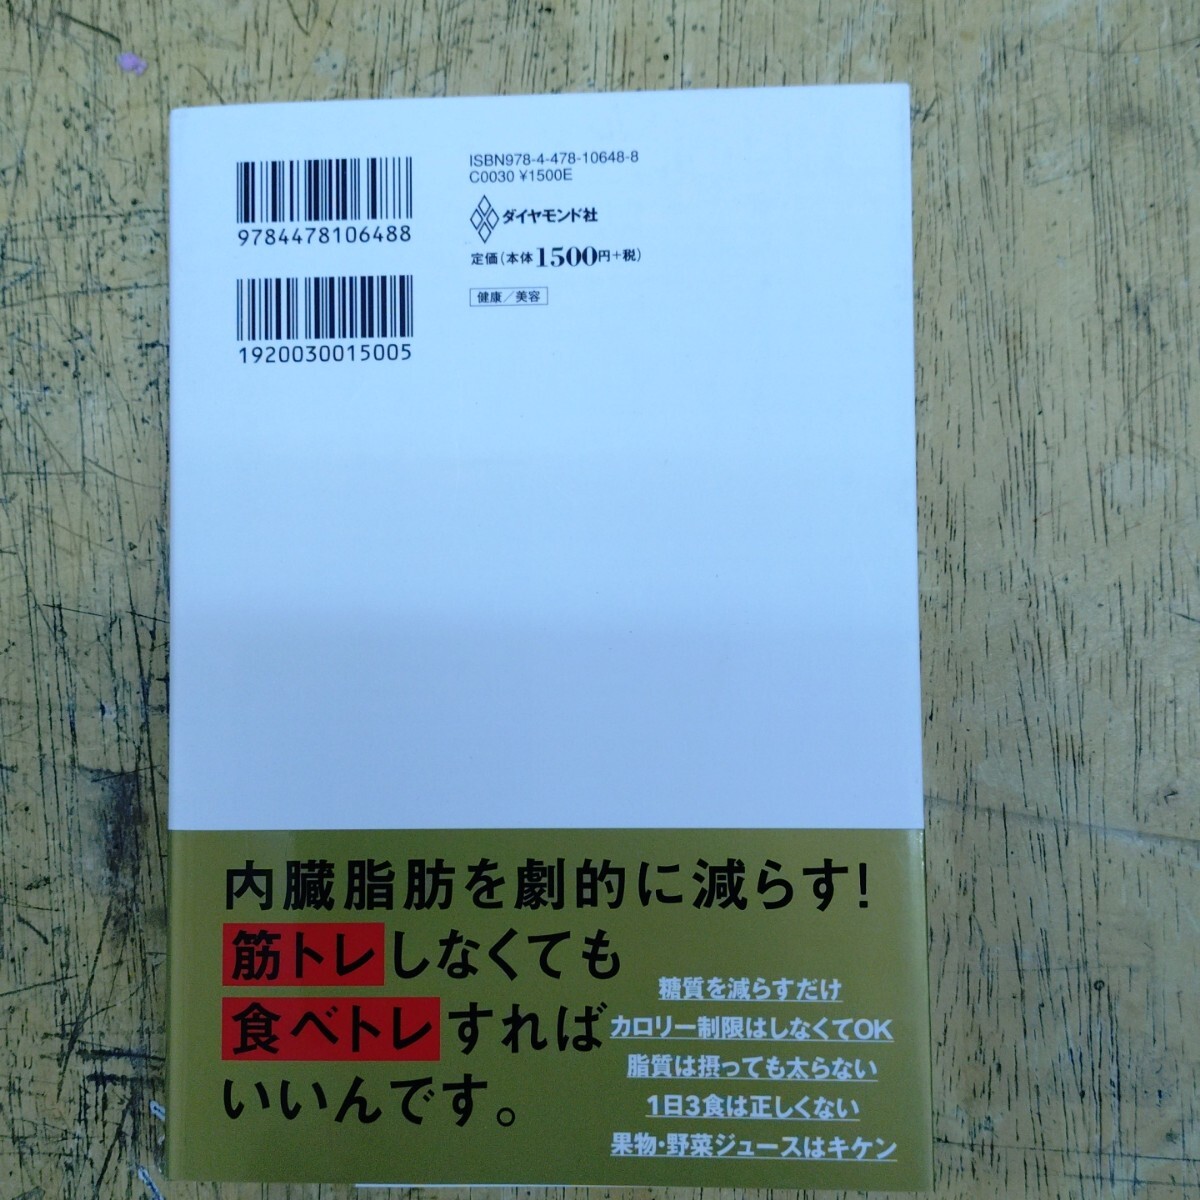 9784478106488
1920030015005
ISBN978-4-478-10648-8
C0030 ¥1500E
ダイヤモンド社
定価（本体1500円+税）
健康／美容
内臓脂肪を劇的に減らす！
筋トレしなくても
食べトレすれば
いいんです。
糖質を減らすだけ
カロリー制限はしなくてOK
脂質は摂っても太らない
1日3食は正しくない
果物・野菜ジュースはキケン